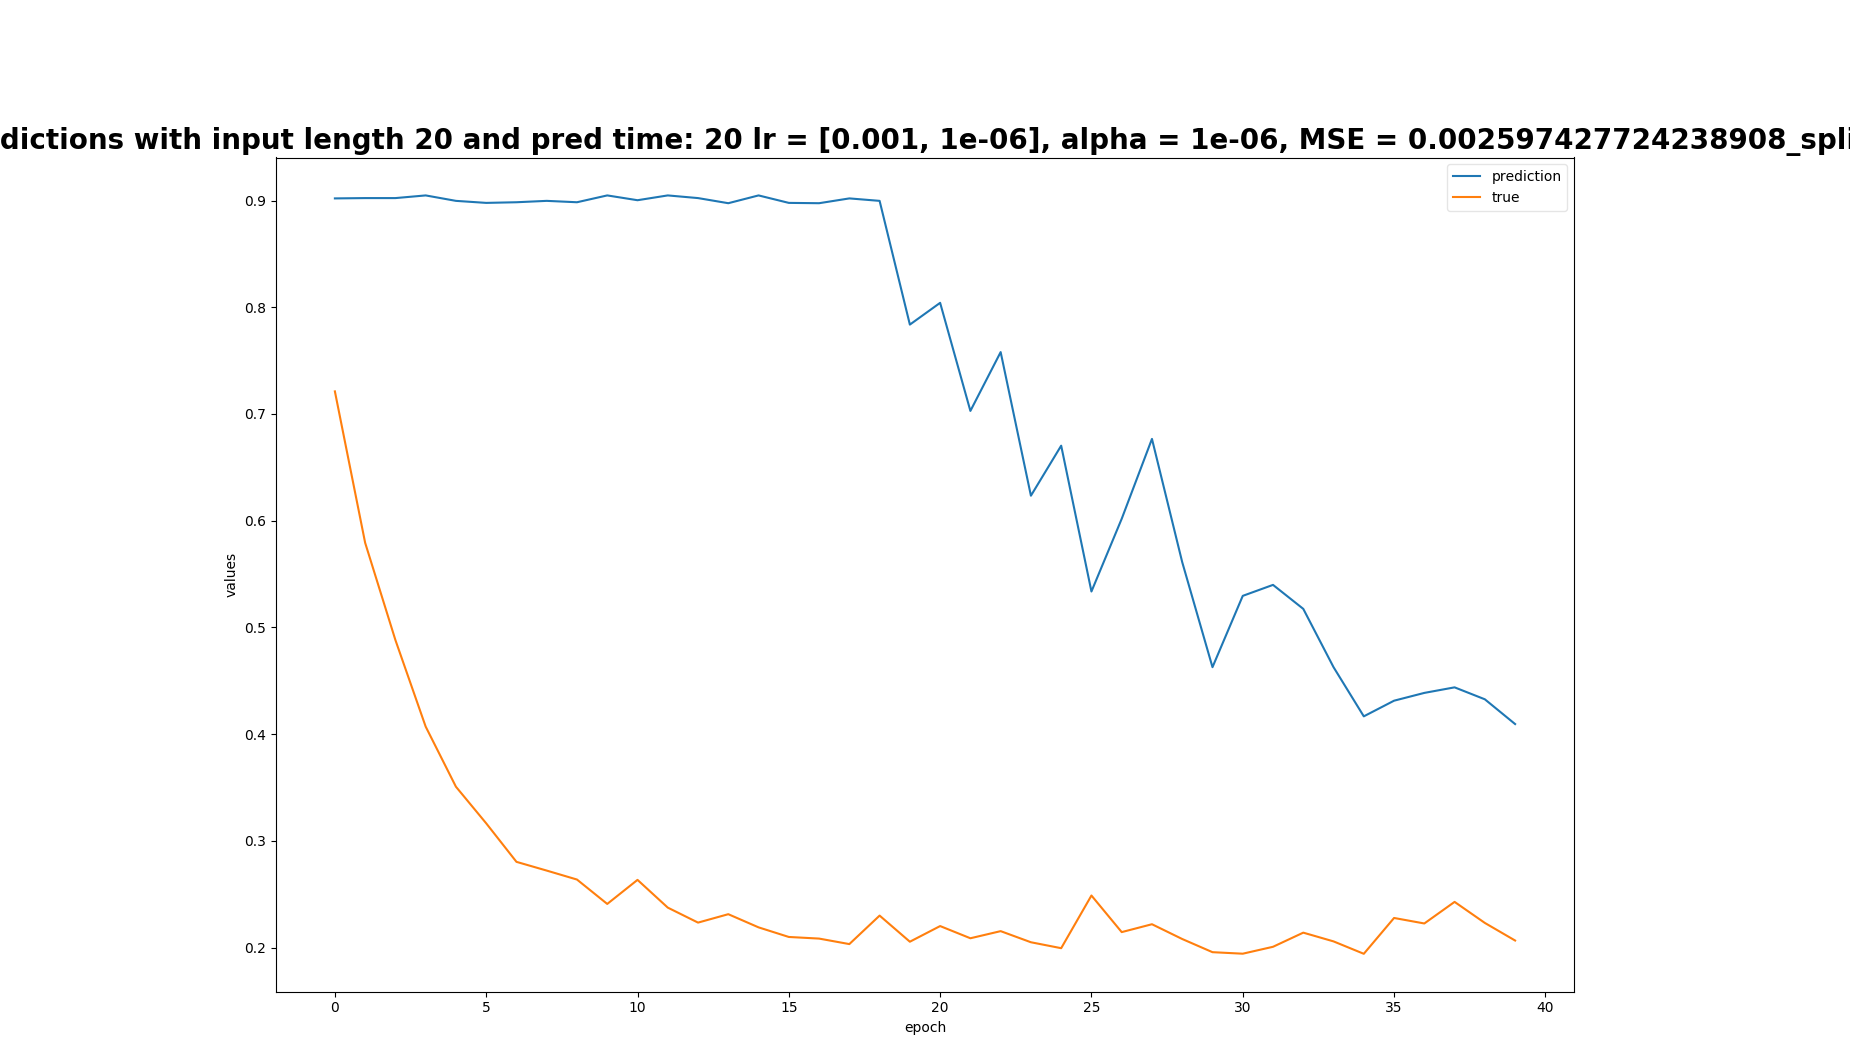 dictions with input length 20 and pred time: 20 lr = [0.001, 1e-06], alpha = 1e-06, MSE = 0.002597427724238908_spli
prediction
true
0.9
0.8
0.7
0.6
0.5
0.4
0.3
0.2
values
0 5 10 15 20 25 30 35 40
epoch